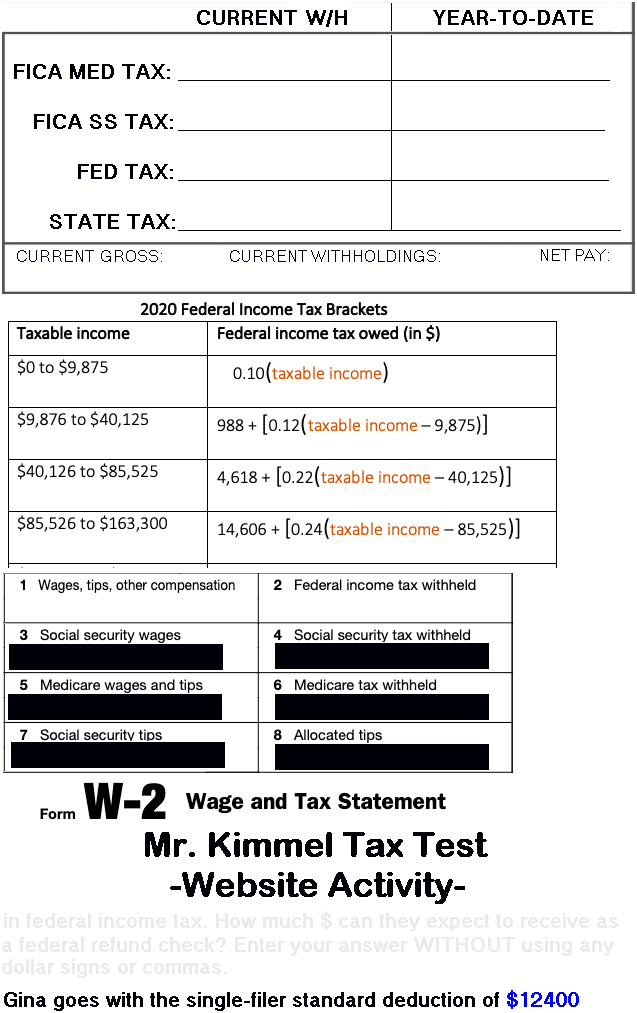 CURRENT W/H YEAR-TO-DATE
FICA MED TAX:
FICA SS TAX:
FED TAX:
STATE TAX:
CURRENT GROSS: CURRENT WITHHOLDINGS: NET PAY:
2020 Federal Income Tax Brackets
Taxable income Federal income tax owed (in $)
$0 to $9,875 0.10(taxable income)
$9,876 to $40,125 988 + [0.12(taxable income – 9,875)]
$40,126 to $85,525 4,618 + [0.22(taxable income – 40,125)]
$85,526 to $163,300 14,606 + [0.24(taxable income – 85,525)]
1 Wages, tips, other compensation 2 Federal income tax withheld
3 Social security wages 4 Social security tax withheld
5 Medicare wages and tips 6 Medicare tax withheld
7 Social security tips 8 Allocated tips
Form W-2 Wage and Tax Statement
Mr. Kimmel Tax Test
-Website Activity-
in federal income tax. How much $ can they expect to receive as
a federal refund check? Enter your answer WITHOUT using any
dollar signs or commas.
Gina goes with the single-filer standard deduction of $12400